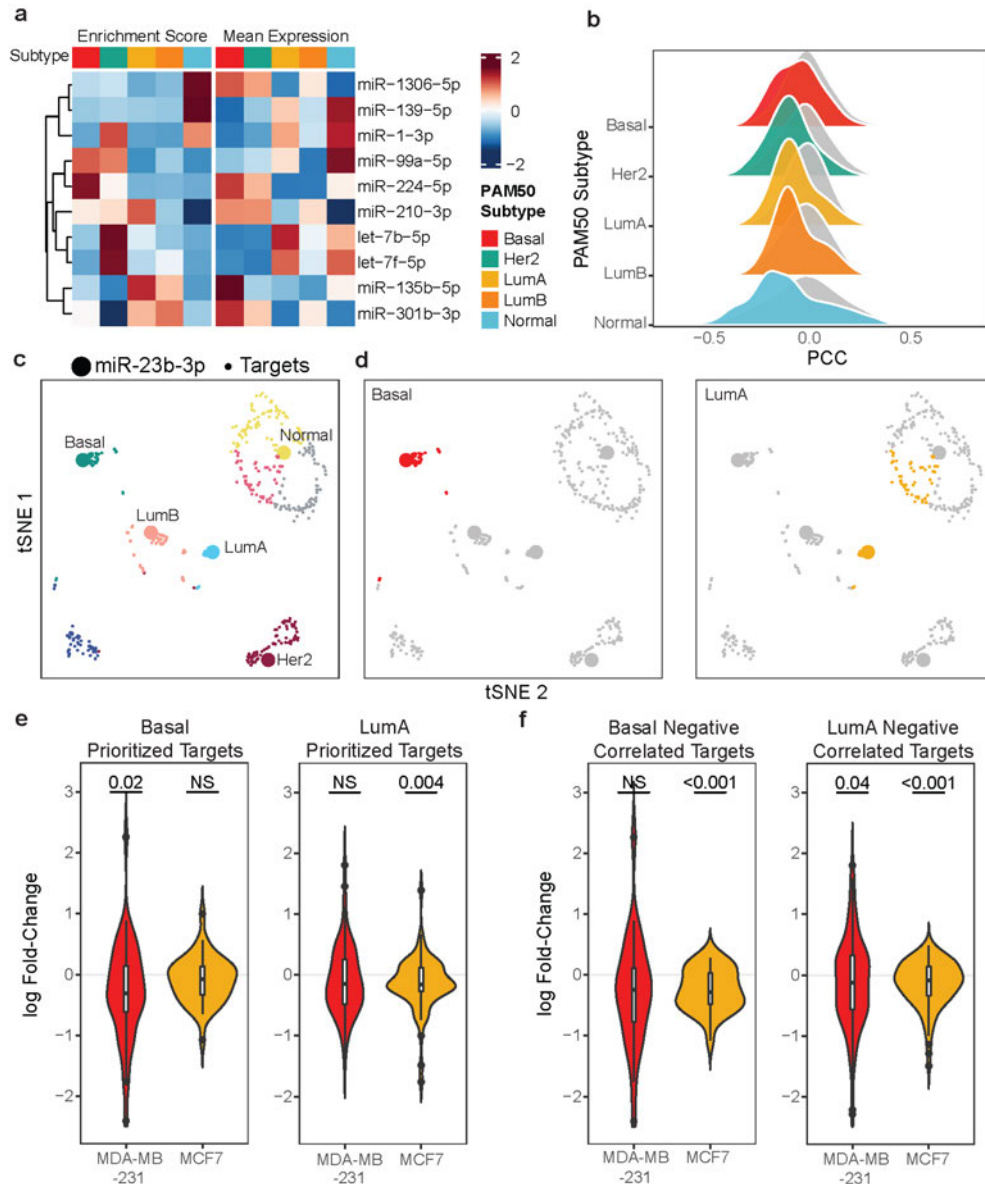 a
Enrichment Score Mean Expression
Subtype
miR−1306−5p
miR−139−5p
miR−1−3p
miR−99a−5p
miR−224−5p
miR−210−3p
let−7b−5p
let−7f−5p
miR−135b−5p
miR−301b−3p
2
0
−2
PAM50
Subtype
Basal
Her2
LumA
LumB
Normal
b
PAM50 Subtype
Basal
Her2
LumA
LumB
Normal
−0.5 0.0 0.5
PCC
c
miR-23b-3p • Targets
tSNE 1
Basal
Normal
LumB
LumA
Her2
d
Basal
LumA
tSNE 2
e
Basal
Prioritized Targets
LumA
Prioritized Targets
0.02 NS
NS 0.004
log Fold-Change
3
2
1
0
−1
−2
MDA-MB
-231
MCF7
MDA-MB
-231
MCF7
f
Basal Negative
Correlated Targets
LumA Negative
Correlated Targets
NS <0.001
0.04 <0.001
log Fold-Change
3
2
1
0
−1
−2
MDA-MB
-231
MCF7
MDA-MB
-231
MCF7